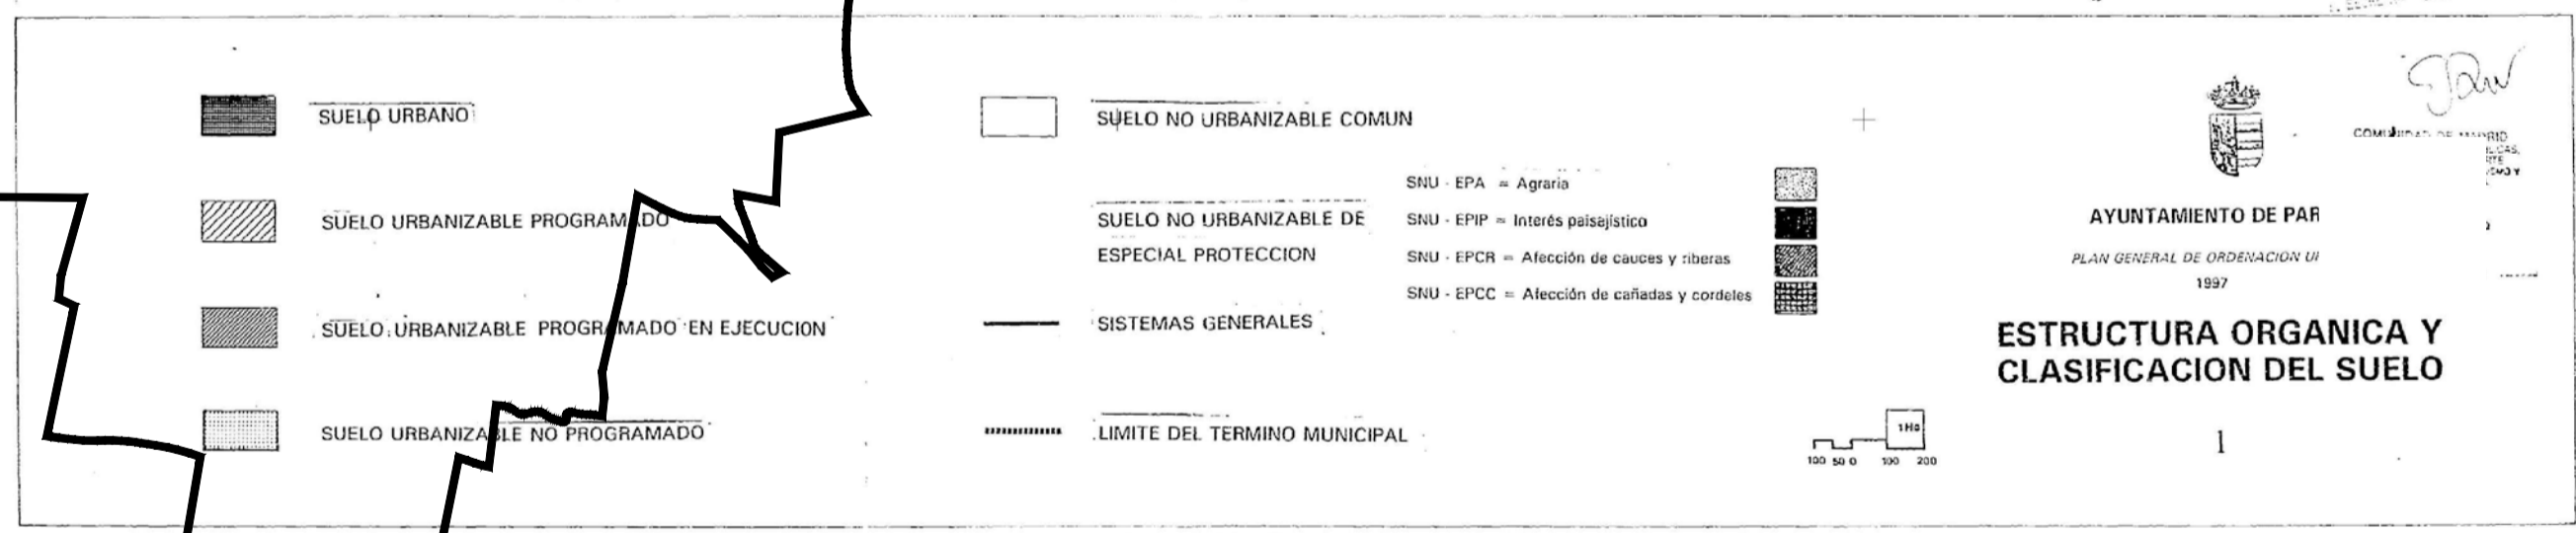 SUELO URBANO
SUELO URBANIZABLE PROGRAMADO
SUELO URBANIZABLE PROGRAMADO EN EJECUCION
SUELO URBANIZABLE NO PROGRAMADO
SUELO NO URBANIZABLE COMUN
SUELO NO URBANIZABLE DE
ESPECIAL PROTECCION
SNU - EPA = Agraria
SNU - EPIP = Interés paisajístico
SNU - EPCR = Afección de cauces y riberas
SNU - EPCC = Afección de cañadas y cordeles
SISTEMAS GENERALES
LIMITE DEL TERMINO MUNICIPAL
1Ha
100 50 0 100 200
COMUNIDAD DE MADRID
AYUNTAMIENTO DE PAR
PLAN GENERAL DE ORDENACION U
1997
ESTRUCTURA ORGANICA Y
CLASIFICACION DEL SUELO
1